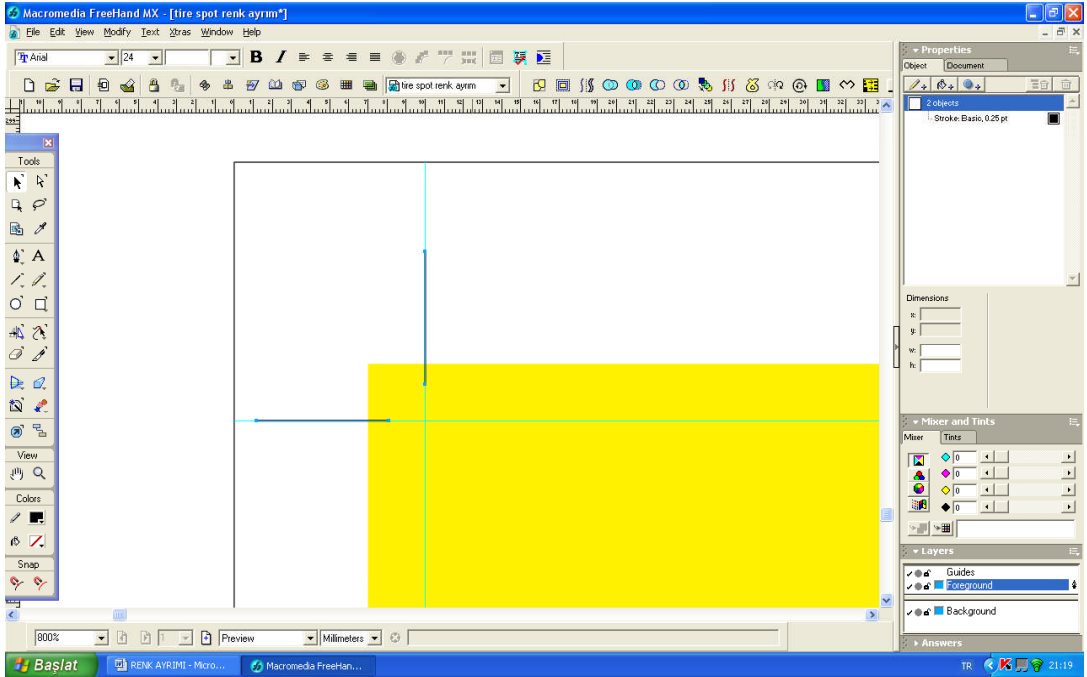 Macromedia FreeHand MX - [tire spot renk ayrım*]
File Edit View Modify Text Xtras Window Help
Arial 24 B I
tire spot renk ayrım
Tools
View
Colors
Snap
Properties
Object Document
2 objects
Stroke: Basic, 0.25 pt
Dimensions
x:
y:
w:
h:
Mixer and Tints
Mixer Tints
0
0
0
0
Layers
Guides
Foreground
Background
Answers
800% 1 Preview Millimeters
Başlat RENK AYRIMI - Micro... Macromedia FreeHan... TR 21:19